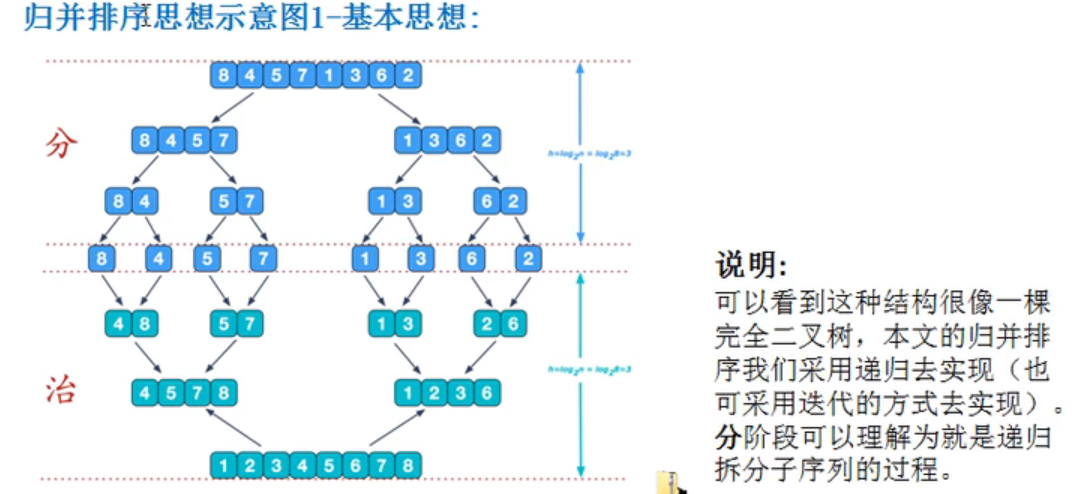 归并排序思想示意图1-基本思想:
8 4 5 7 1 3 6 2
分
8 4 5 7 1 3 6 2
h=log₂n = log₂8=3
8 4 5 7 1 3 6 2
8 4 5 7 1 3 6 2
4 8 5 7 1 3 2 6
h=log₂n = log₂8=3
治
4 5 7 8 1 2 3 6
1 2 3 4 5 6 7 8
说明:
可以看到这种结构很像一棵
完全二叉树，本文的归并排
序我们采用递归去实现（也
可采用迭代的方式去实现）。
分阶段可以理解为就是递归
拆分子序列的过程。